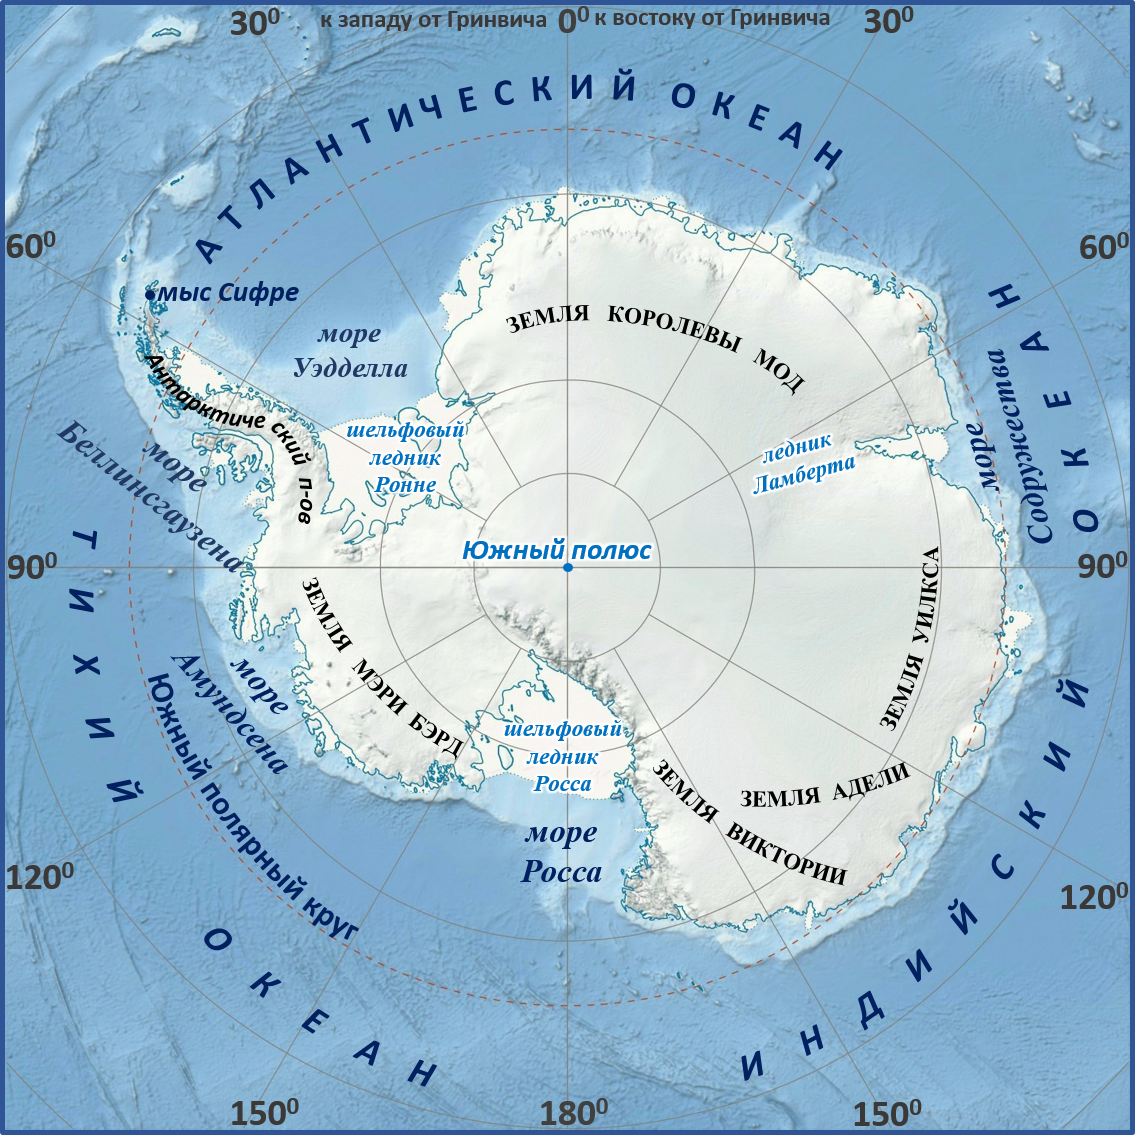 30⁰
к западу от Гринвича
0⁰
к востоку от Гринвича
30⁰
АТЛАНТИЧЕСКИЙ ОКЕАН
60⁰
60⁰
мыс Сифре
море
Уэдделла
ЗЕМЛЯ КОРОЛЕВЫ МОД
Антарктиче ский п-ов
шельфовый
ледник
Ронне
ледник
Ламберта
море
Содружества
море
Беллинсгаузена
Южный полюс
90⁰
90⁰
ЗЕМЛЯ УИЛКСА
ЗЕМЛЯ МЭРИ БЭРД
море
Амундсена
шельфовый
ледник
Росса
ЗЕМЛЯ АДЕЛИ
ЗЕМЛЯ ВИКТОРИИ
море
Росса
Южный полярный круг
ТИХИЙ ОКЕАН
ИНДИЙСКИЙ ОКЕАН
120⁰
120⁰
150⁰
180⁰
150⁰